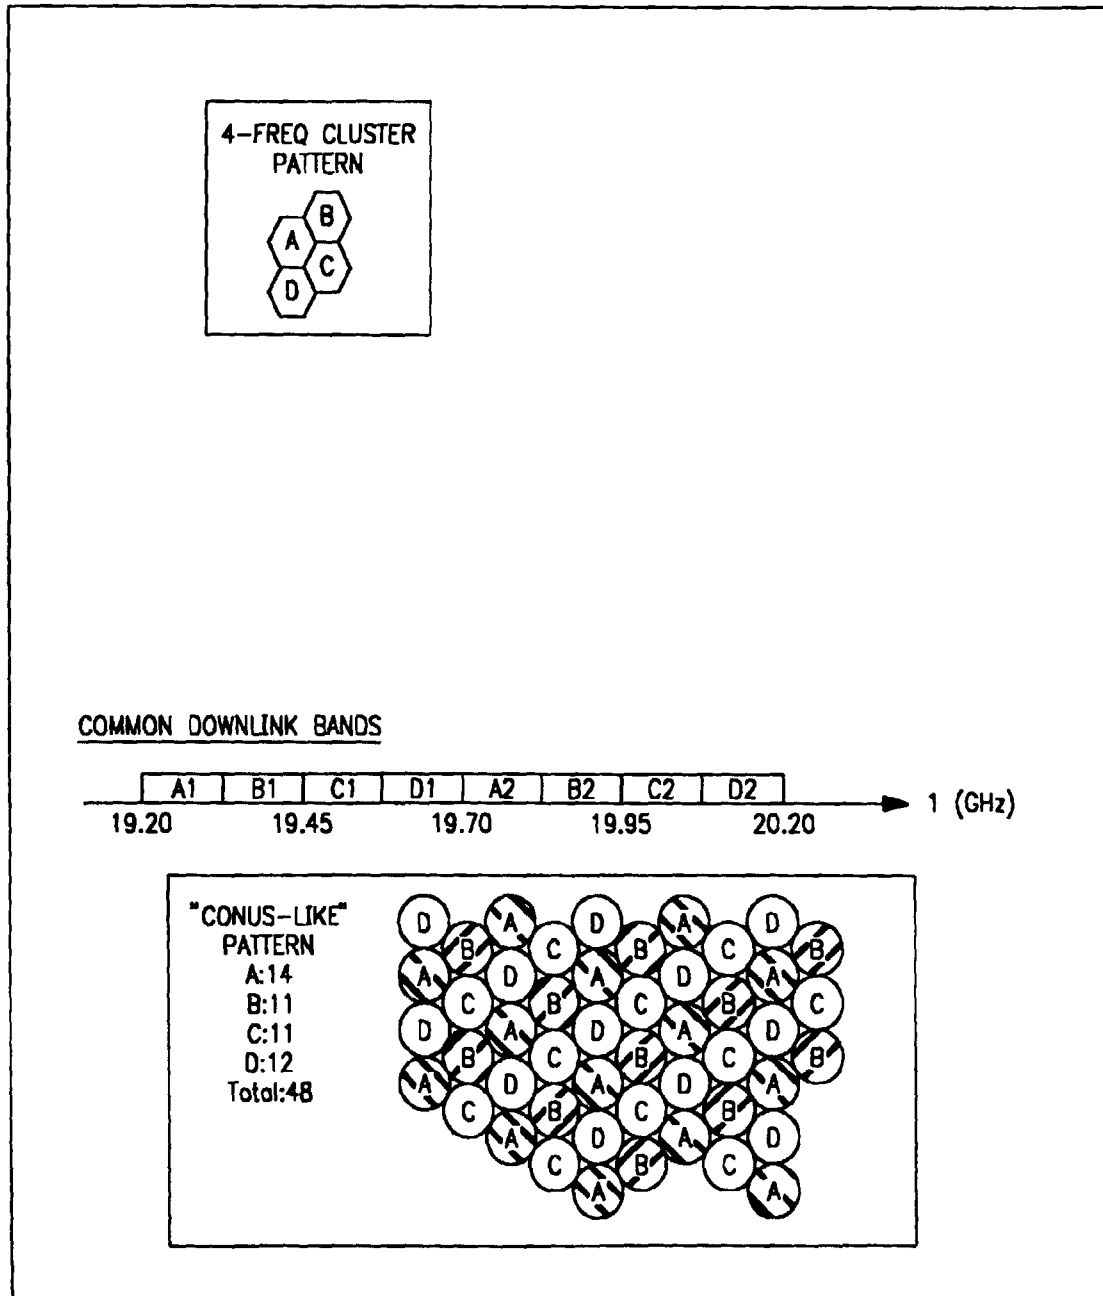 4-FREQ CLUSTER
PATTERN
B
A
C
D
COMMON DOWNLINK BANDS
A1 B1 C1 D1 A2 B2 C2 D2
1 (GHz)
19.20 19.45 19.70 19.95 20.20
"CONUS-LIKE"
PATTERN
A:14
B:11
C:11
D:12
Total:48
D A D A D
B C B C B
A D A D A
C B C B C
D A D A D
B C B C B
A D A D A
C B C B
A D A D
C B C
A A